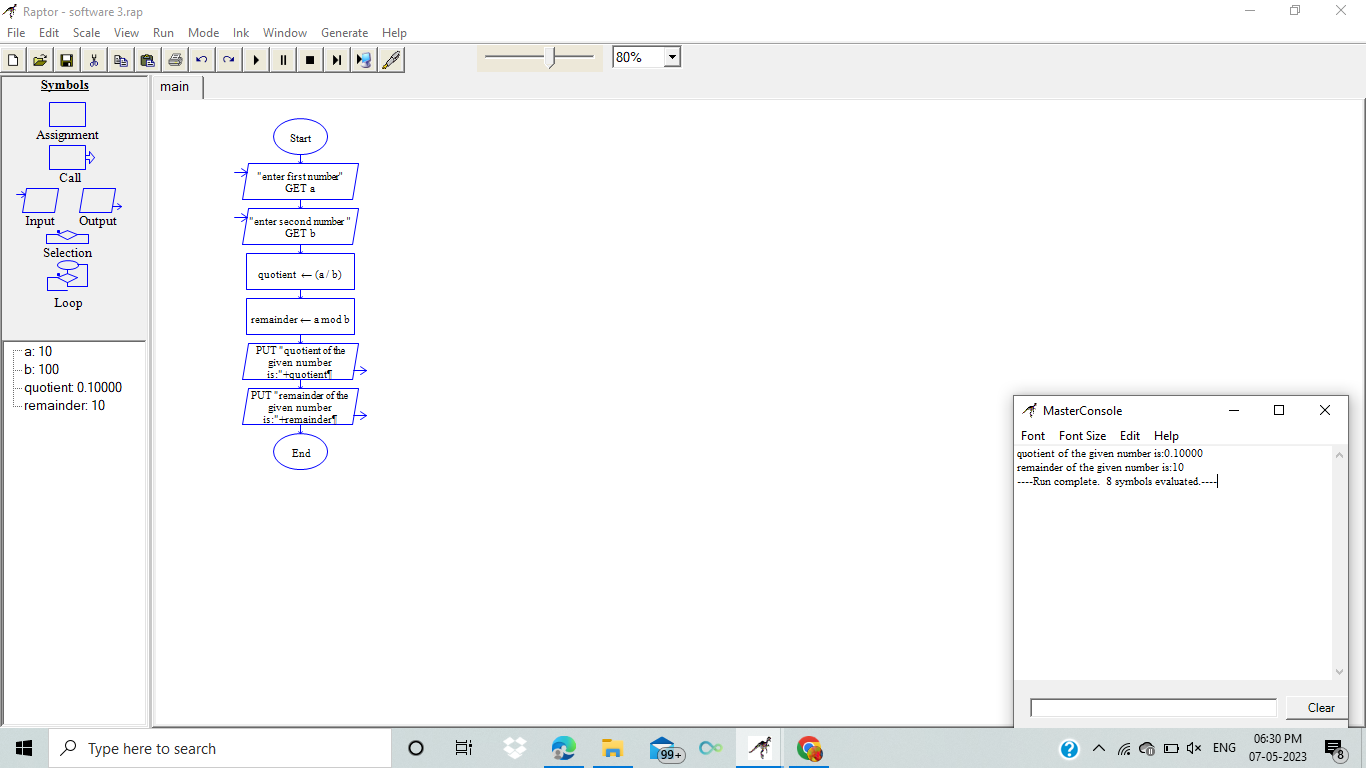 Raptor - software 3.rap
File Edit Scale View Run Mode Ink Window Generate Help
80%
Symbols
Assignment
Call
Input Output
Selection
Loop
main
Start
"enter first number"
GET a
"enter second number "
GET b
quotient ← (a / b)
remainder ← a mod b
PUT "quotient of the
given number
is:"+quotient¶
PUT "remainder of the
given number
is:"+remainder¶
End
a: 10
b: 100
quotient: 0.10000
remainder: 10
MasterConsole
Font Font Size Edit Help
quotient of the given number is:0.10000
remainder of the given number is:10
----Run complete. 8 symbols evaluated.----
Clear
Type here to search
99+
ENG
06:30 PM
07-05-2023
8